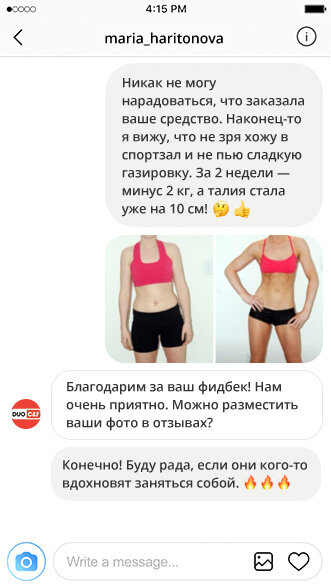 4:15 PM
maria_haritonova
Никак не могу
нарадоваться, что заказала
ваше средство. Наконец-то
я вижу, что не зря хожу в
спортзал и не пью сладкую
газировку. За 2 недели —
минус 2 кг, а талия стала
уже на 10 см! 🤔👍
Благодарим за ваш фидбек! Нам
очень приятно. Можно разместить
ваши фото в отзывах?
DUO C&F
Конечно! Буду рада, если они кого-то
вдохновят заняться собой. 🔥🔥🔥
Write a message...